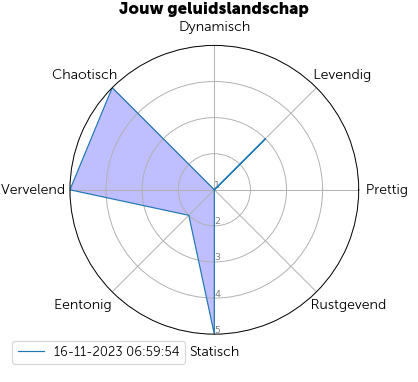 Jouw geluidslandschap
Dynamisch
Chaotisch
Levendig
Vervelend
1
Prettig
2
3
4
5
Eentonig
Rustgevend
16-11-2023 06:59:54
Statisch